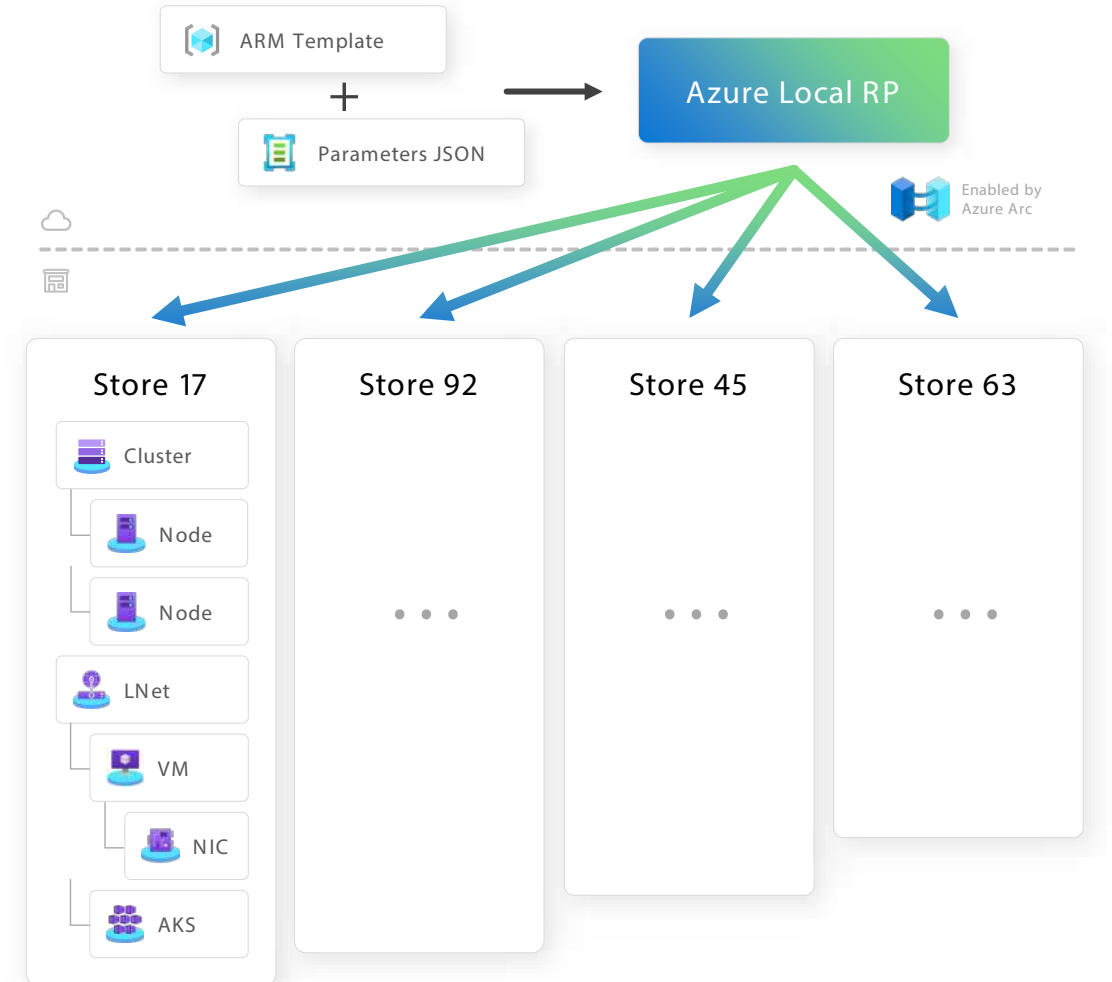 ARM Template
+
Parameters JSON
Azure Local RP
Enabled by
Azure Arc
Store 17
Store 92
Store 45
Store 63
Cluster
Node
Node
LNet
VM
NIC
AKS